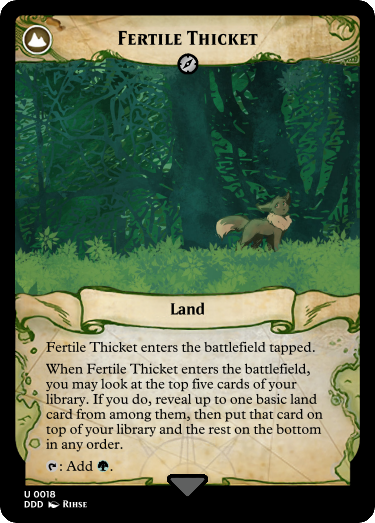 FERTILE THICKET
Land
Fertile Thicket enters the battlefield tapped.
When Fertile Thicket enters the battlefield,
you may look at the top five cards of your
library. If you do, reveal up to one basic land
card from among them, then put that card on
top of your library and the rest on the bottom
in any order.
: Add .
U 0018
DDD RIHSE